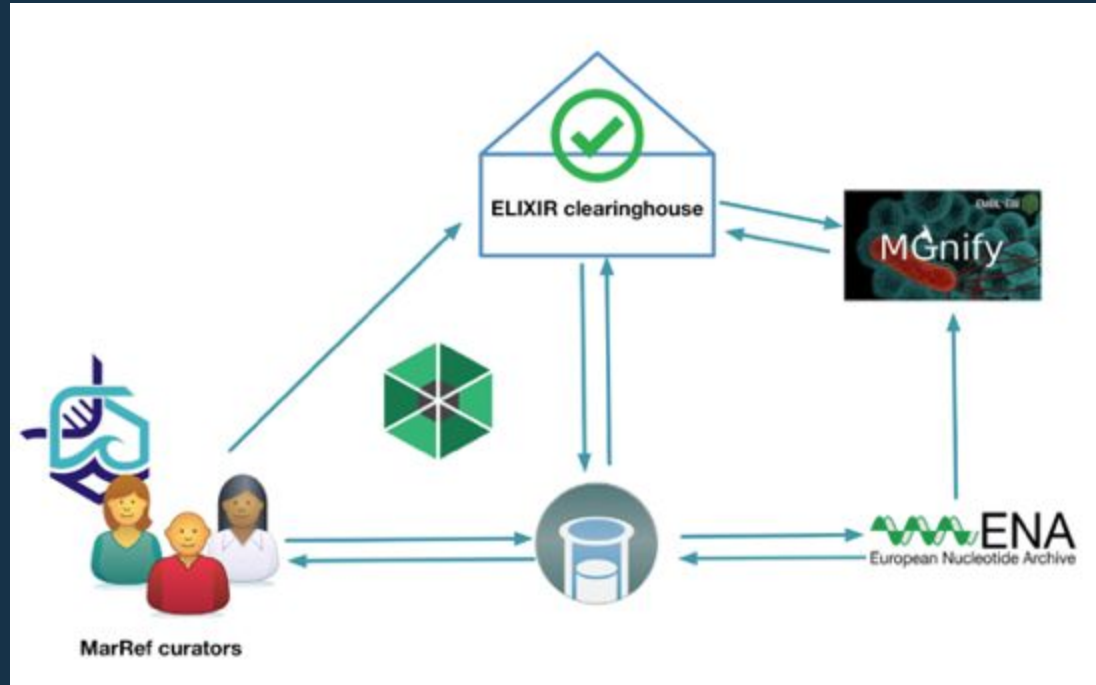 ELIXIR clearinghouse
EMBL-EBI
MGnify
ENA
European Nucleotide Archive
MarRef curators